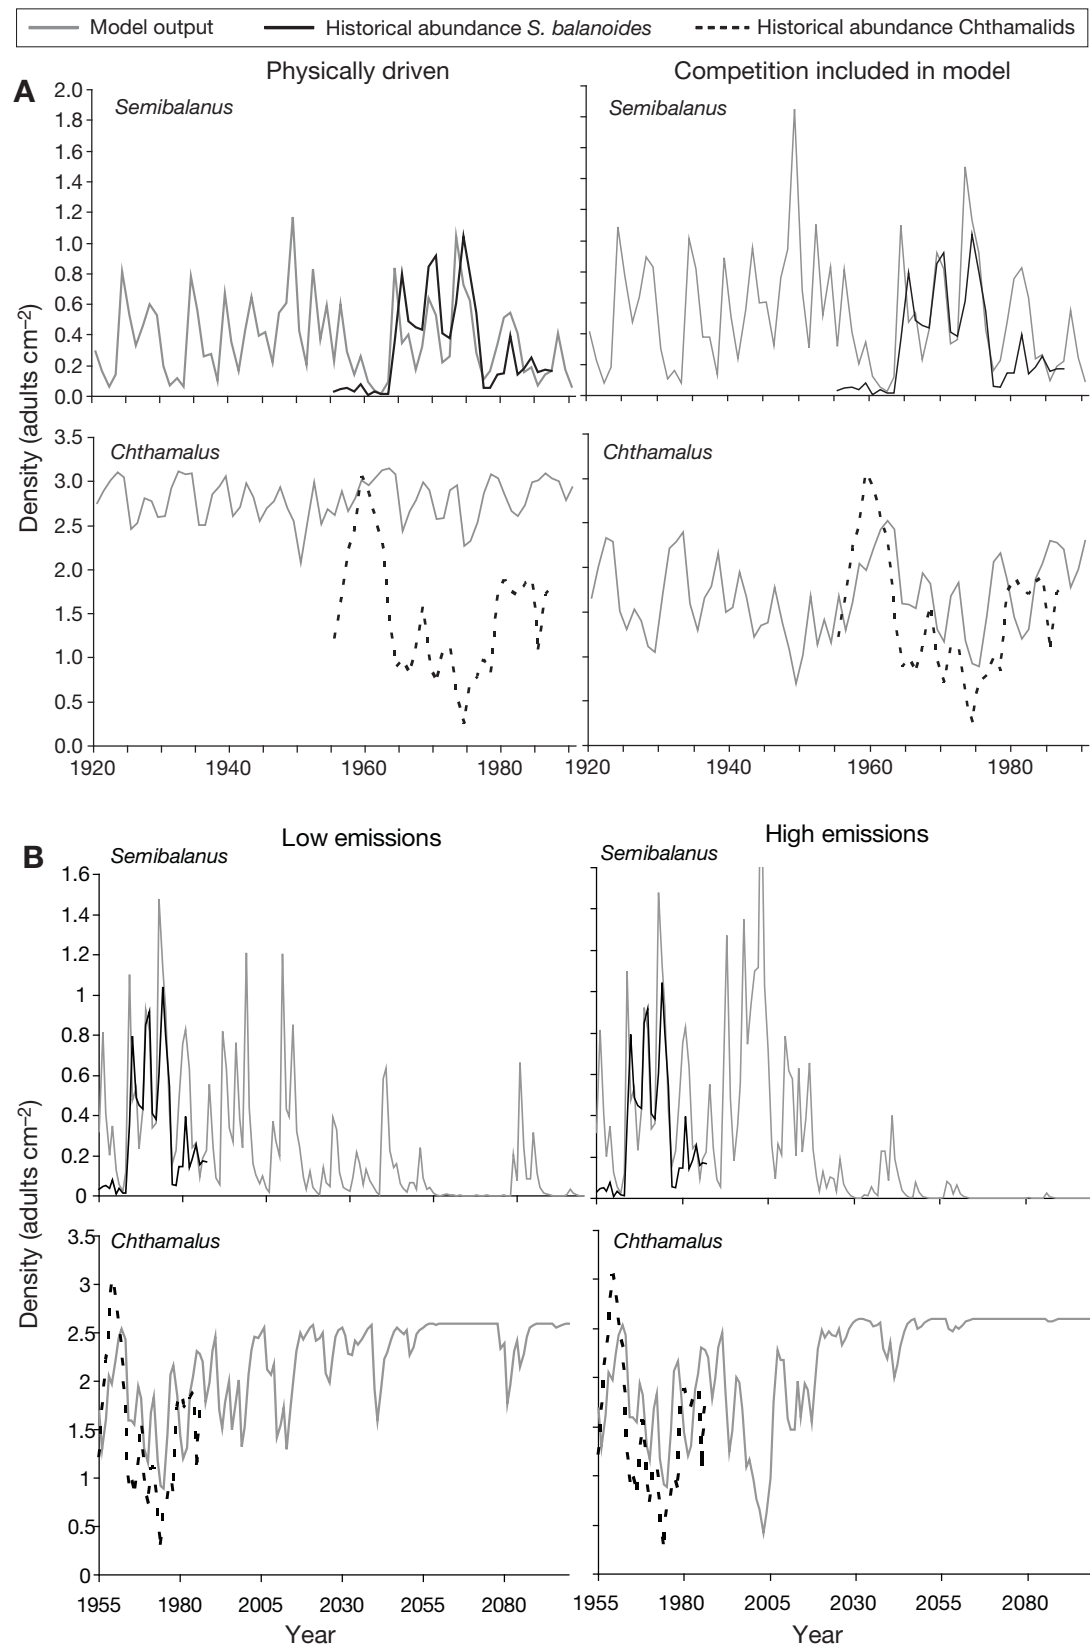 Model output Historical abundance S. balanoides Historical abundance Chthamalids
Physically driven Competition included in model
A
Semibalanus Semibalanus
2.0
1.8
1.6
1.4
1.2
1.0
0.8
0.6
0.4
0.2
0.0
Density (adults cm–2)
Chthamalus Chthamalus
3.5
3.0
2.5
2.0
1.5
1.0
0.5
0.0
1920 1940 1960 1980 1920 1940 1960 1980
B
Low emissions High emissions
Semibalanus Semibalanus
1.6
1.4
1.2
1
0.8
0.6
0.4
0.2
0
Density (adults cm–2)
Chthamalus Chthamalus
3.5
3
2.5
2
1.5
1
0.5
0
1955 1980 2005 2030 2055 2080 1955 1980 2005 2030 2055 2080
Year Year